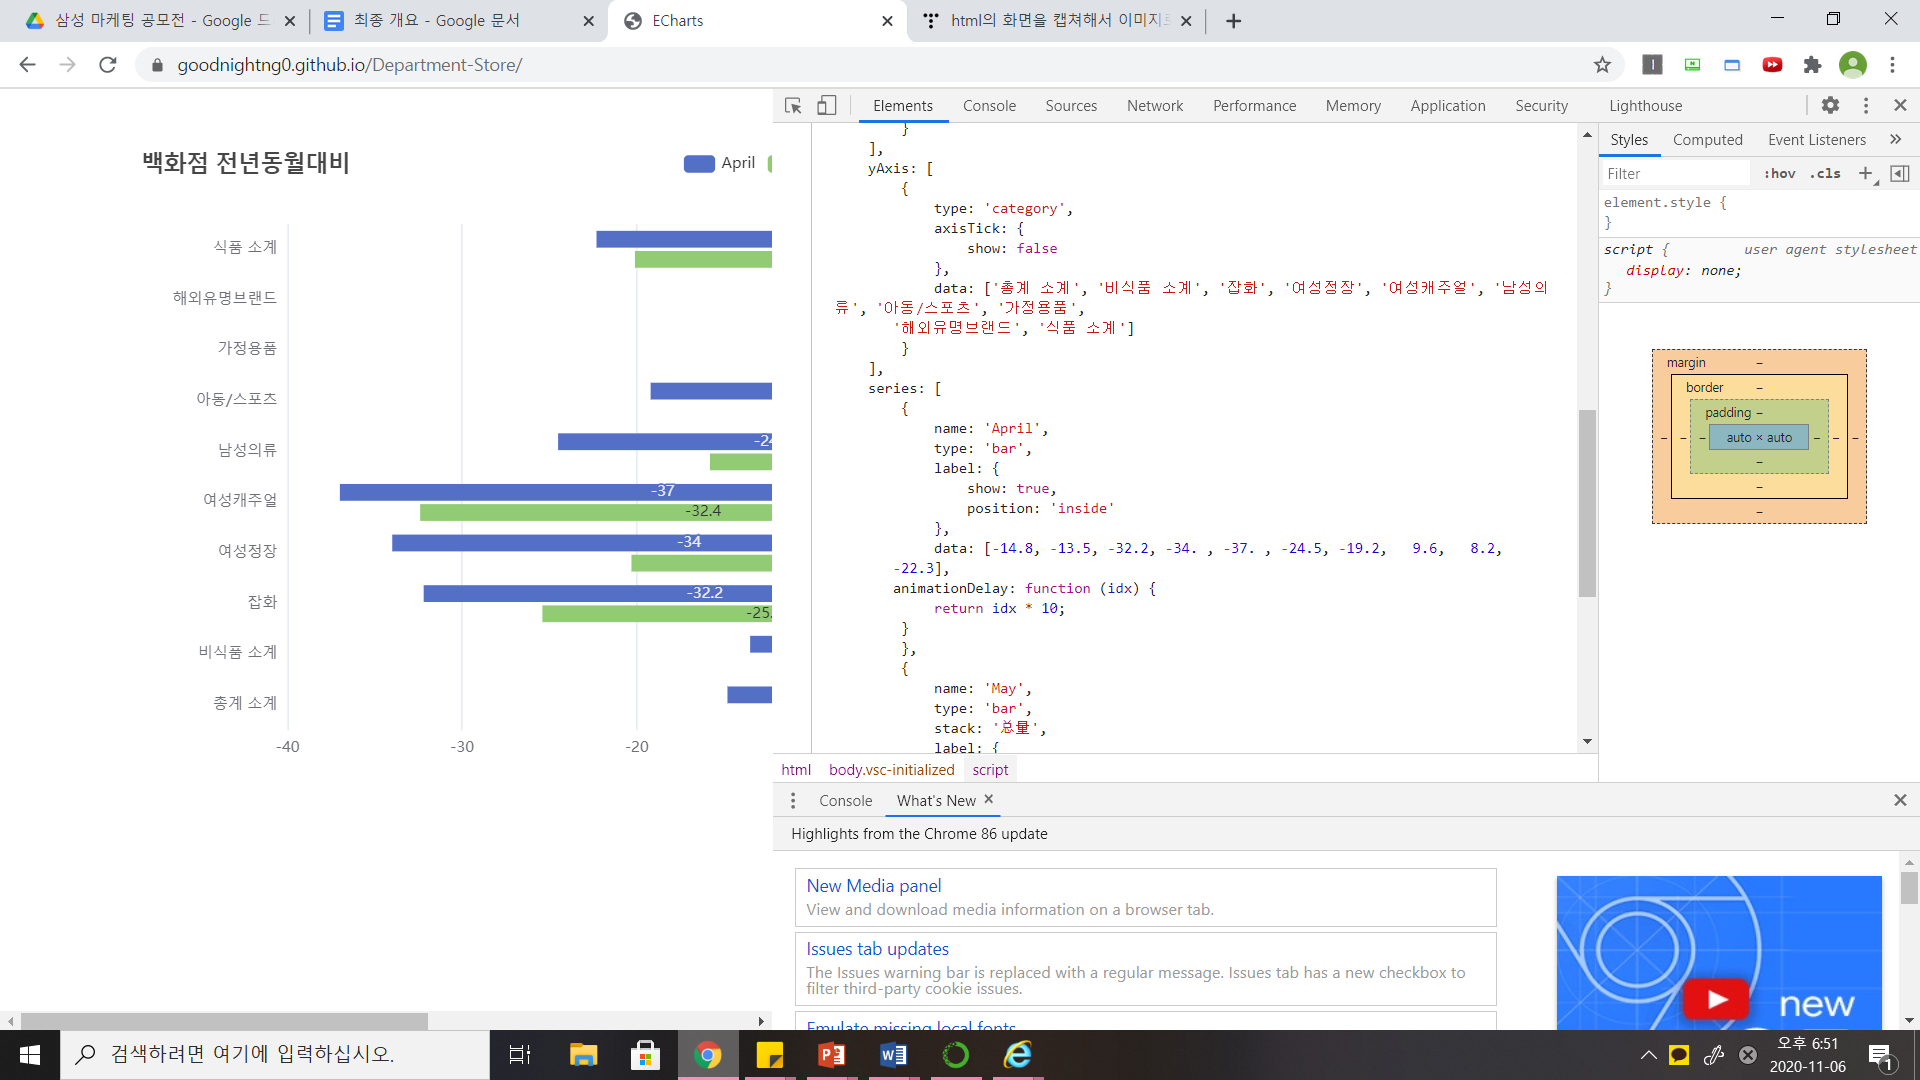 삼성 마케팅 공모전 - Google 드
최종 개요 - Google 문서
ECharts
html의 화면을 캡쳐해서 이미지로
goodnightng0.github.io/Department-Store/
백화점 전년동월대비
April
식품 소계
해외유명브랜드
가정용품
아동/스포츠
남성의류
여성캐주얼
여성정장
잡화
비식품 소계
총계 소계
-24
-37
-32.4
-34
-32.2
-25.
-40
-30
-20
Elements
Console
Sources
Network
Performance
Memory
Application
Security
Lighthouse
}
],
yAxis: [
{
type: 'category',
axisTick: {
show: false
},
data: ['총계 소계', '비식품 소계', '잡화', '여성정장', '여성캐주얼', '남성의
류', '아동/스포츠', '가정용품',
'해외유명브랜드', '식품 소계']
}
],
series: [
{
name: 'April',
type: 'bar',
label: {
show: true,
position: 'inside'
},
data: [-14.8, -13.5, -32.2, -34. , -37. , -24.5, -19.2, 9.6, 8.2,
-22.3],
animationDelay: function (idx) {
return idx * 10;
}
},
{
name: 'May',
type: 'bar',
stack: '总量',
label: {
html
body.vsc-initialized
script
Styles
Computed
Event Listeners
Filter
:hov
.cls
element.style {
}
script {
user agent stylesheet
display: none;
}
margin
border
padding
auto × auto
Console
What's New
Highlights from the Chrome 86 update
New Media panel
View and download media information on a browser tab.
Issues tab updates
The Issues warning bar is replaced with a regular message. Issues tab has a new checkbox to
filter third-party cookie issues.
Emulate missing local fonts
new
검색하려면 여기에 입력하십시오.
오후 6:51
2020-11-06
1